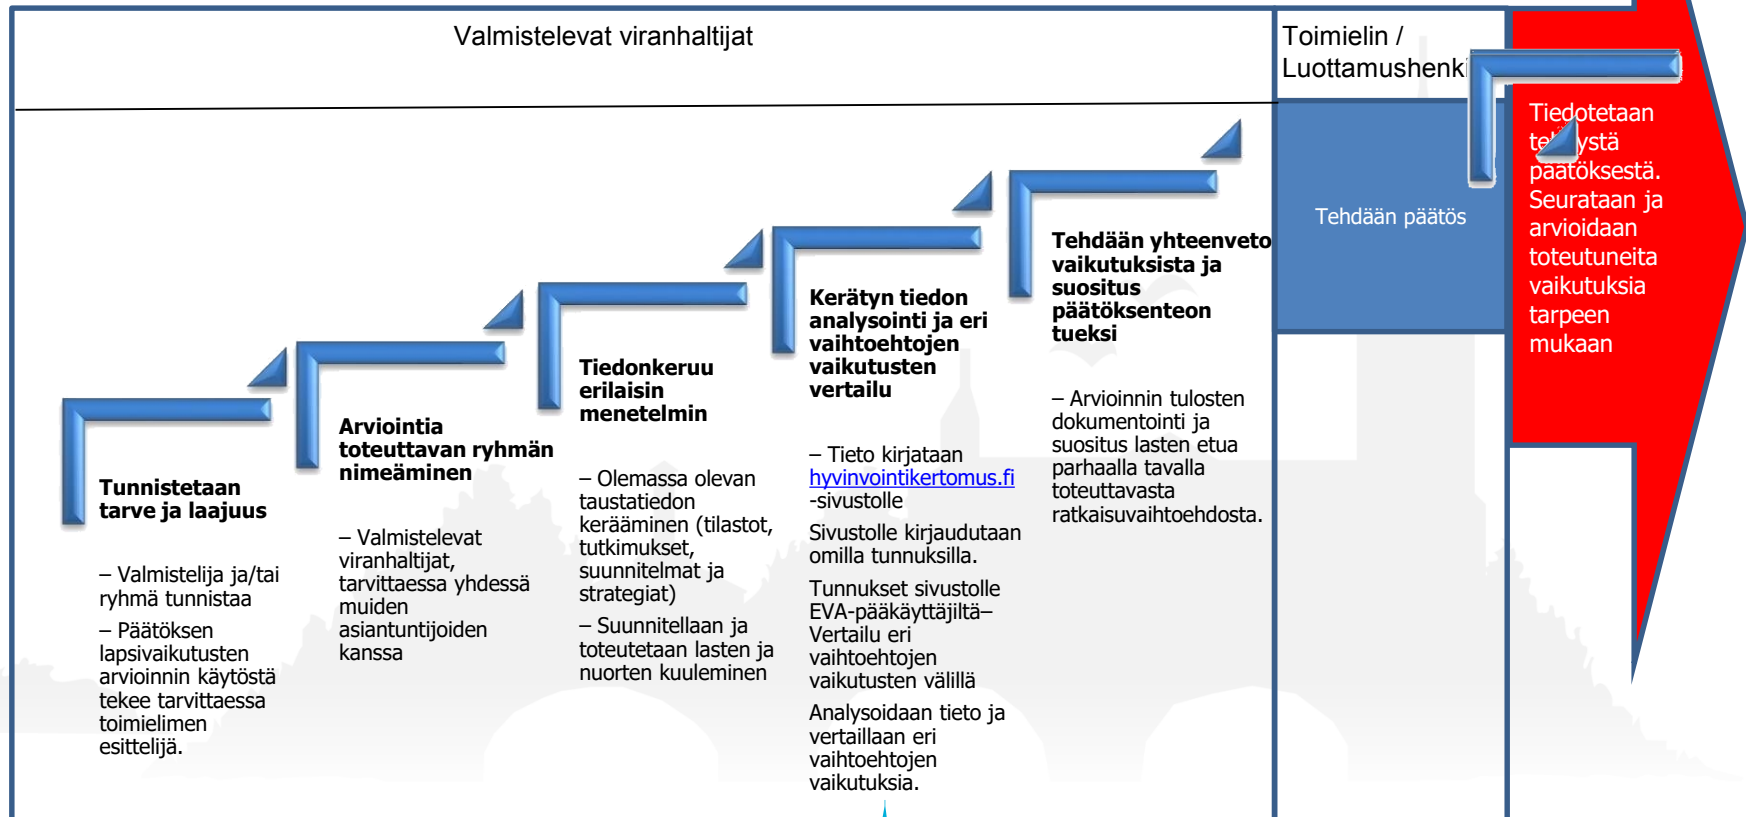 Valmistelevat viranhaltijat
Toimielin /
Tunnistetaan
tarve ja laajuus
– Valmistelija ja/tai
ryhmä tunnistaa
– Päätöksen
lapsivaikutusten
arvioinnin käytöstä
tekee tarvittaessa
toimielimen
esittelijä.
Arviointia
toteuttavan ryhmän
nimeäminen
– Valmistelevat
viranhaltijat,
tarvittaessa yhdessä
muiden
asiantuntijoiden
kanssa
Tiedonkeruu
erilaisin
menetelmin
– Olemassa olevan
taustatiedon
kerääminen (tilastot,
tutkimukset,
suunnitelmat ja
strategiat)
– Suunnitellaan ja
toteutetaan lasten ja
nuorten kuuleminen
Kerätyn tiedon
analysointi ja eri
vaihtoehtojen
vaikutusten
vertailu
– Tieto kirjataan
hyvinvointikertomus.fi
-sivustolle
Sivustolle kirjaudutaan
omilla tunnuksilla.
Tunnukset sivustolle
EVA-pääkäyttäjiltä–
Vertailu eri
vaihtoehtojen
vaikutusten välillä
Analysoidaan tieto ja
vertaillaan eri
vaihtoehtojen
vaikutuksia.
Tehdään yhteenveto
vaikutuksista ja
suositus
päätöksenteon
tueksi
– Arvioinnin tulosten
dokumentointi ja
suositus lasten etua
parhaalla tavalla
toteuttavasta
ratkaisuvaihtoehdosta.
Tehdään päätös
Tiedotetaan
päätöksestä.
Seurataan ja
arvioidaan
toteutuneita
vaikutuksia
tarpeen
mukaan